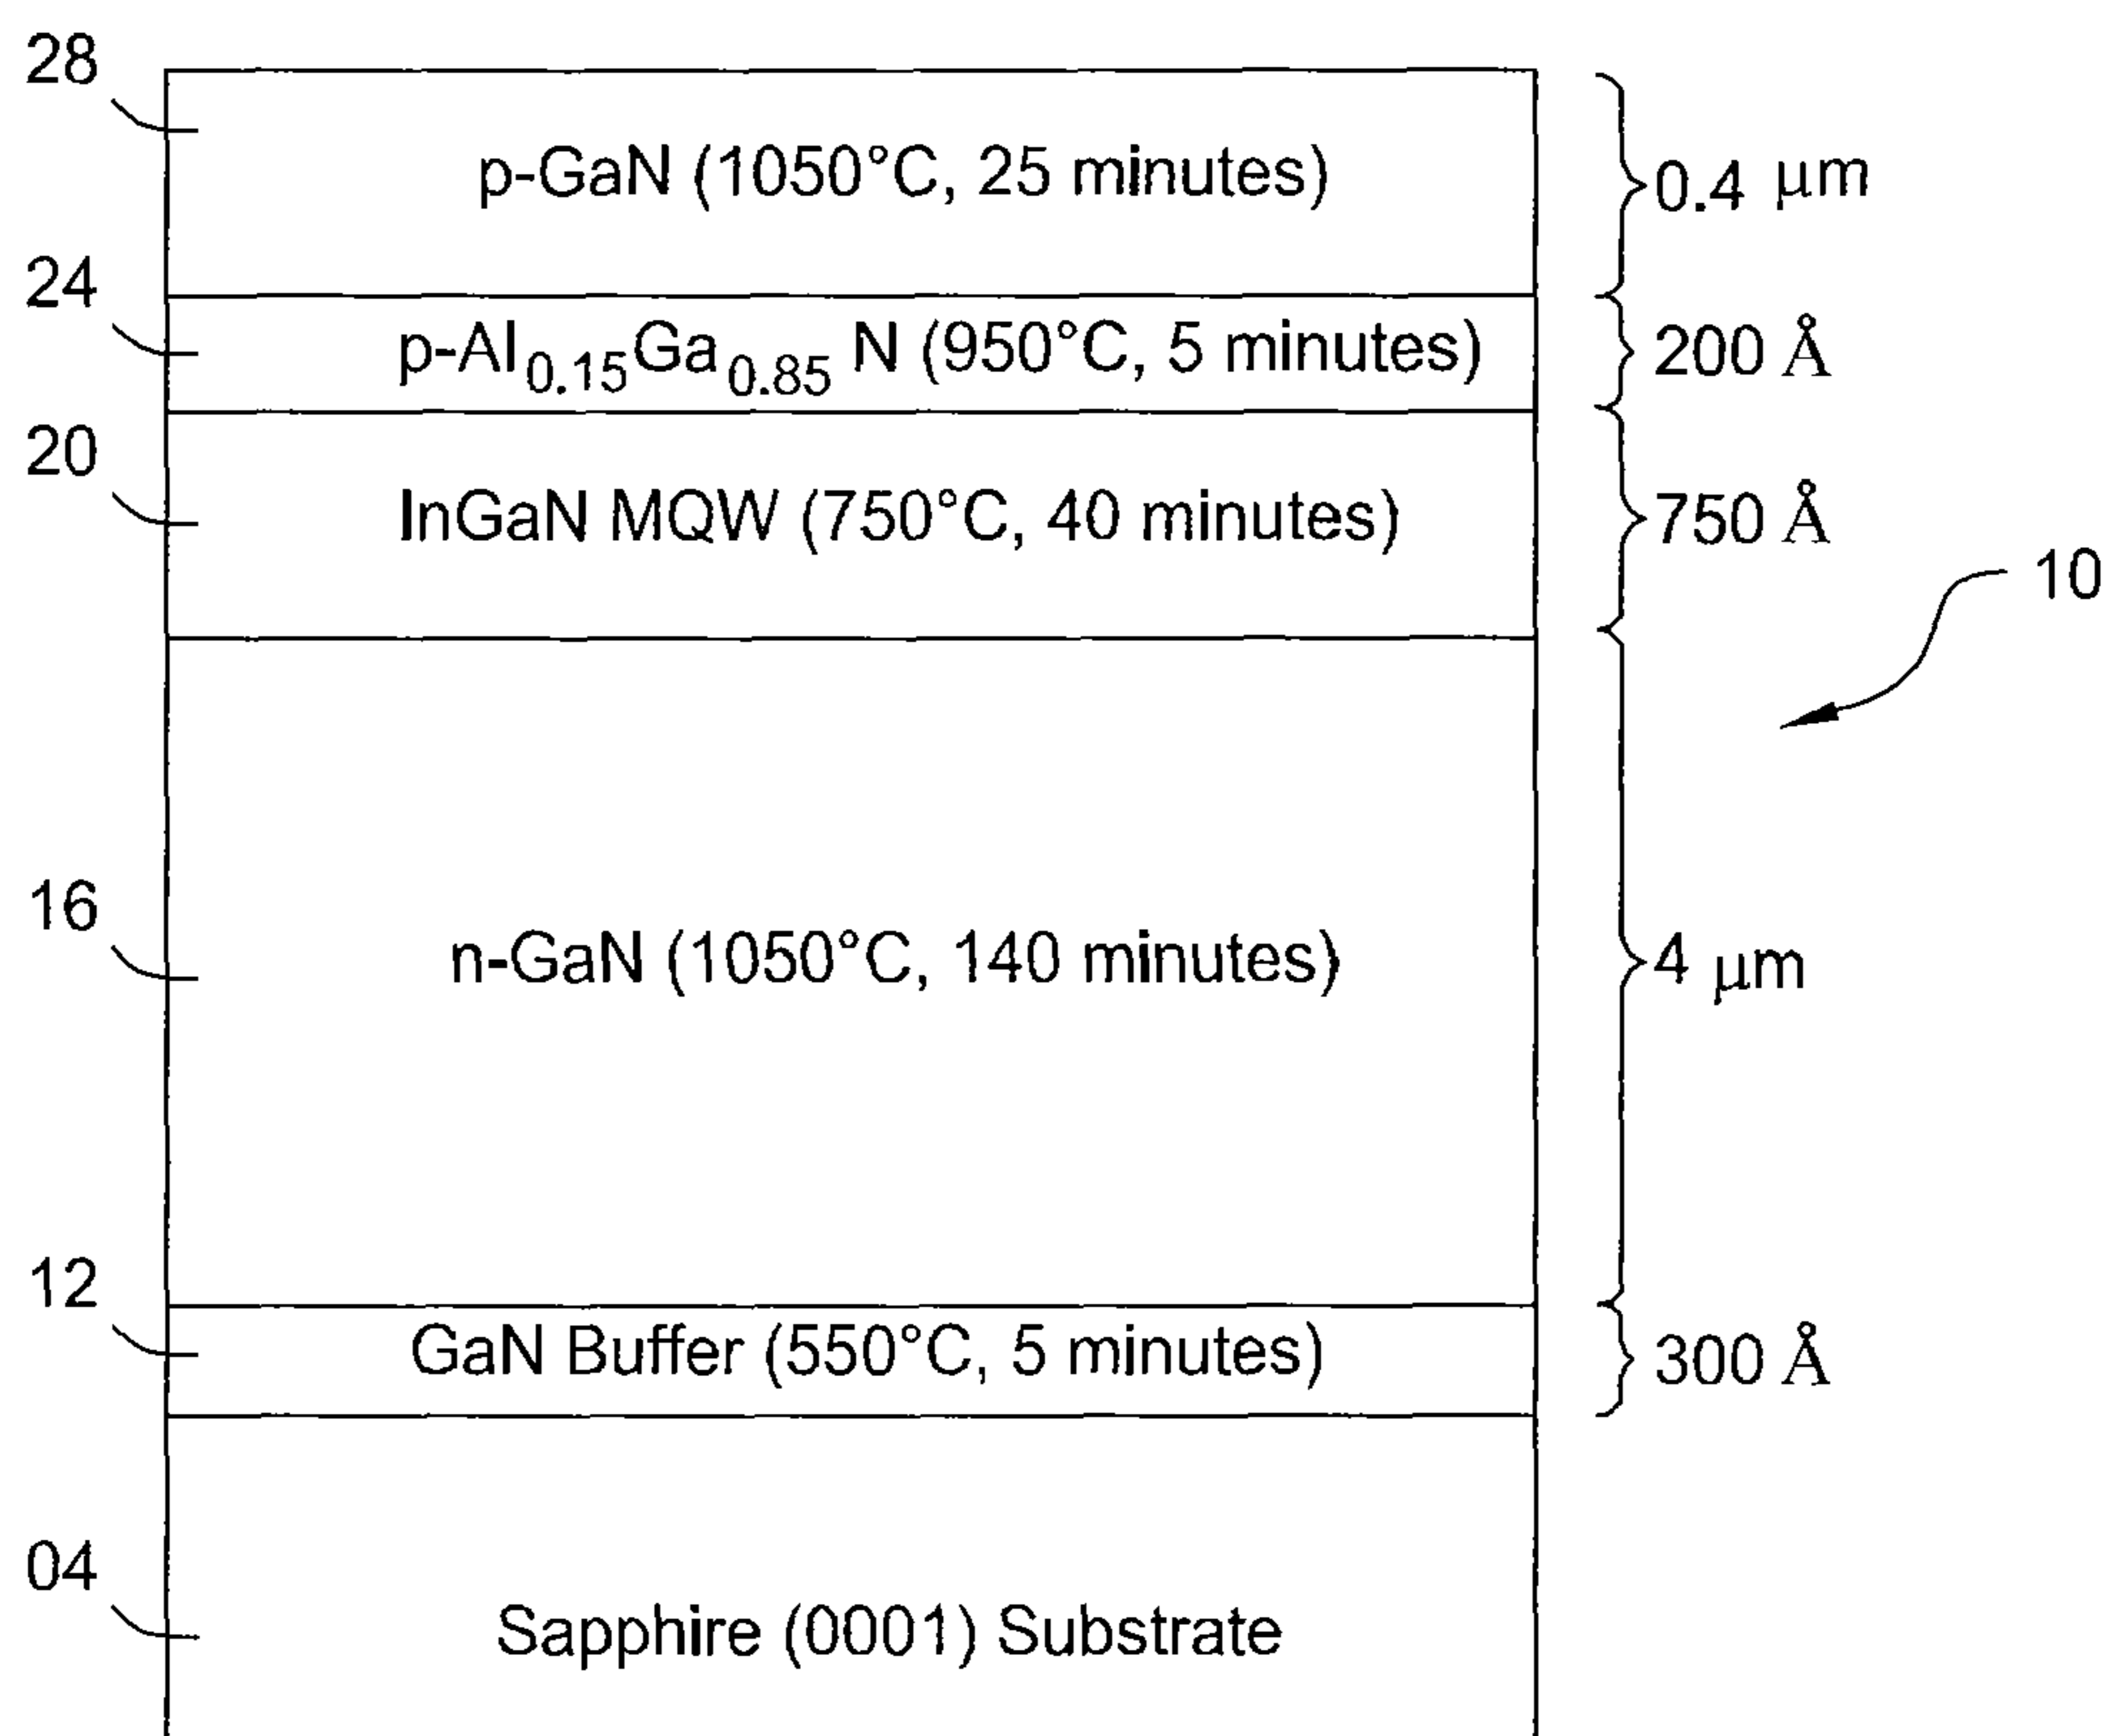 28
p-GaN (1050°C, 25 minutes)
0.4 μm
24
p-Al0.15Ga0.85 N (950°C, 5 minutes)
200 Å
20
InGaN MQW (750°C, 40 minutes)
750 Å
10
16
n-GaN (1050°C, 140 minutes)
4 μm
12
GaN Buffer (550°C, 5 minutes)
300 Å
04
Sapphire (0001) Substrate